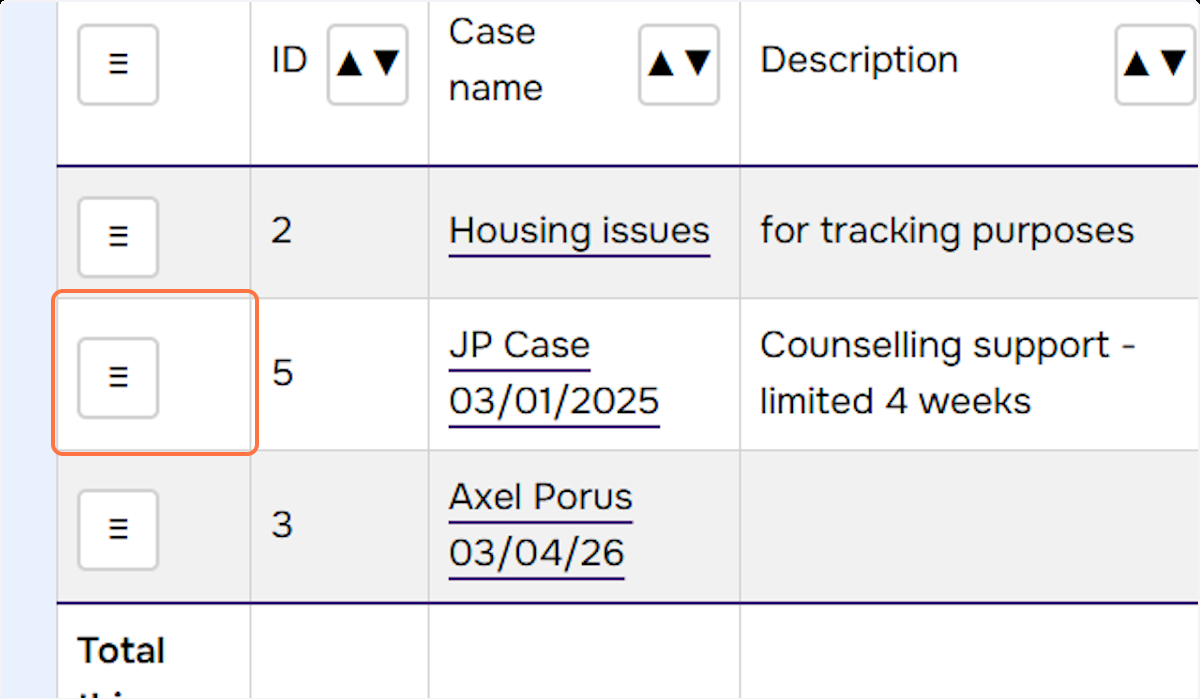 ID ▲▼ Case name ▲▼ Description ▲▼
2 Housing issues for tracking purposes
5 JP Case 03/01/2025 Counselling support - limited 4 weeks
3 Axel Porus 03/04/26
Total